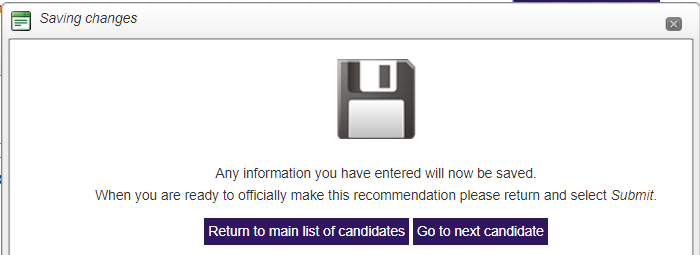 Saving changes
Any information you have entered will now be saved.
When you are ready to officially make this recommendation please return and select Submit.
Return to main list of candidates Go to next candidate